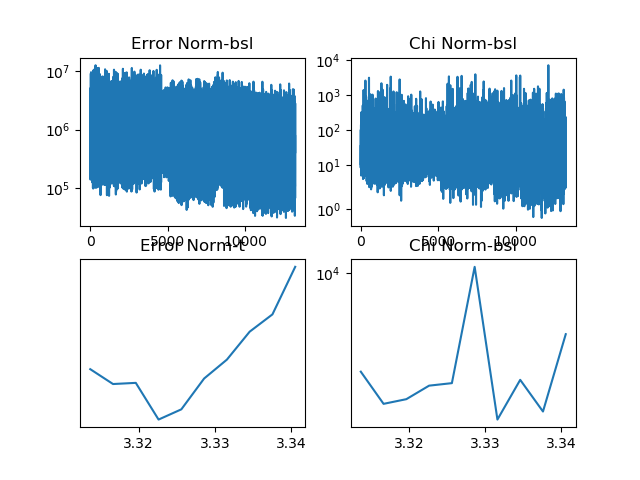 Error Norm-bsl
Chi Norm-bsl
10^7
10^6
10^5
0 5000 10000
10^4
10^3
10^2
10^1
10^0
0 5000 10000
Error Norm-t
Chi Norm-bsl
3.32 3.33 3.34
10^4
3.32 3.33 3.34